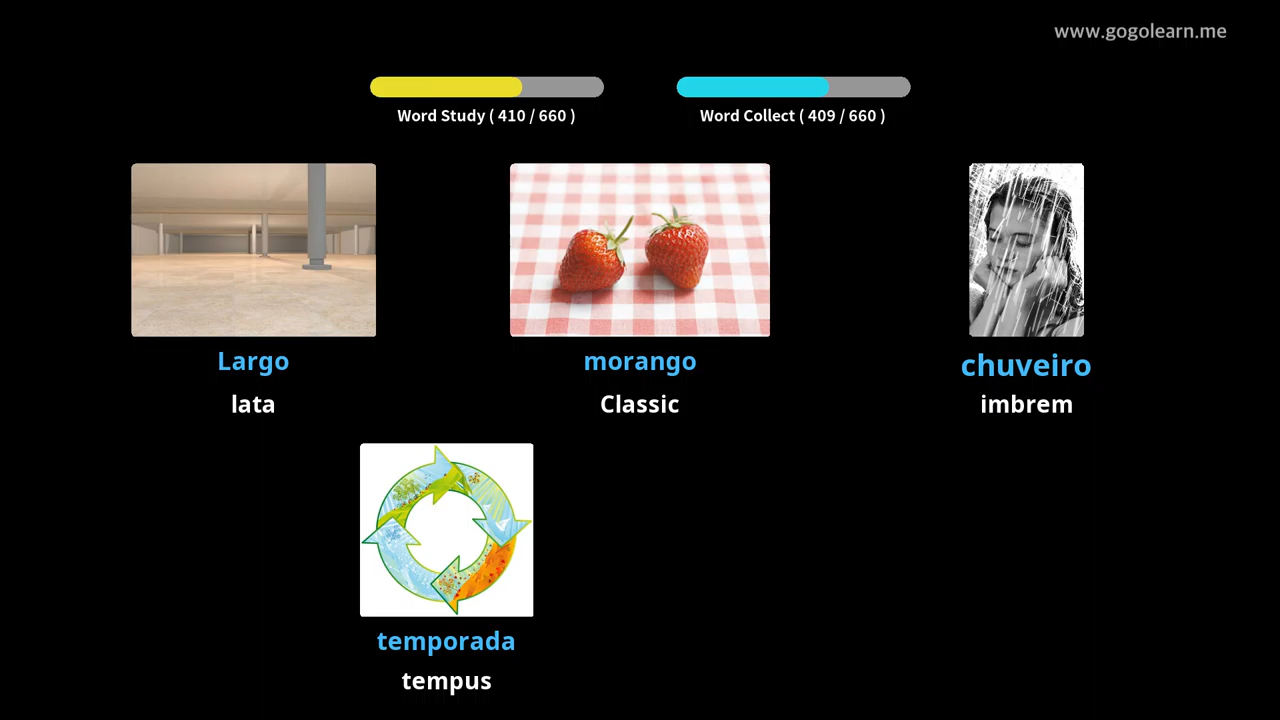 www.gogolearn.me
Word Study ( 410 / 660 )
Word Collect ( 409 / 660 )
Largo
morango
chuveiro
lata
Classic
imbrem
temporada
tempus